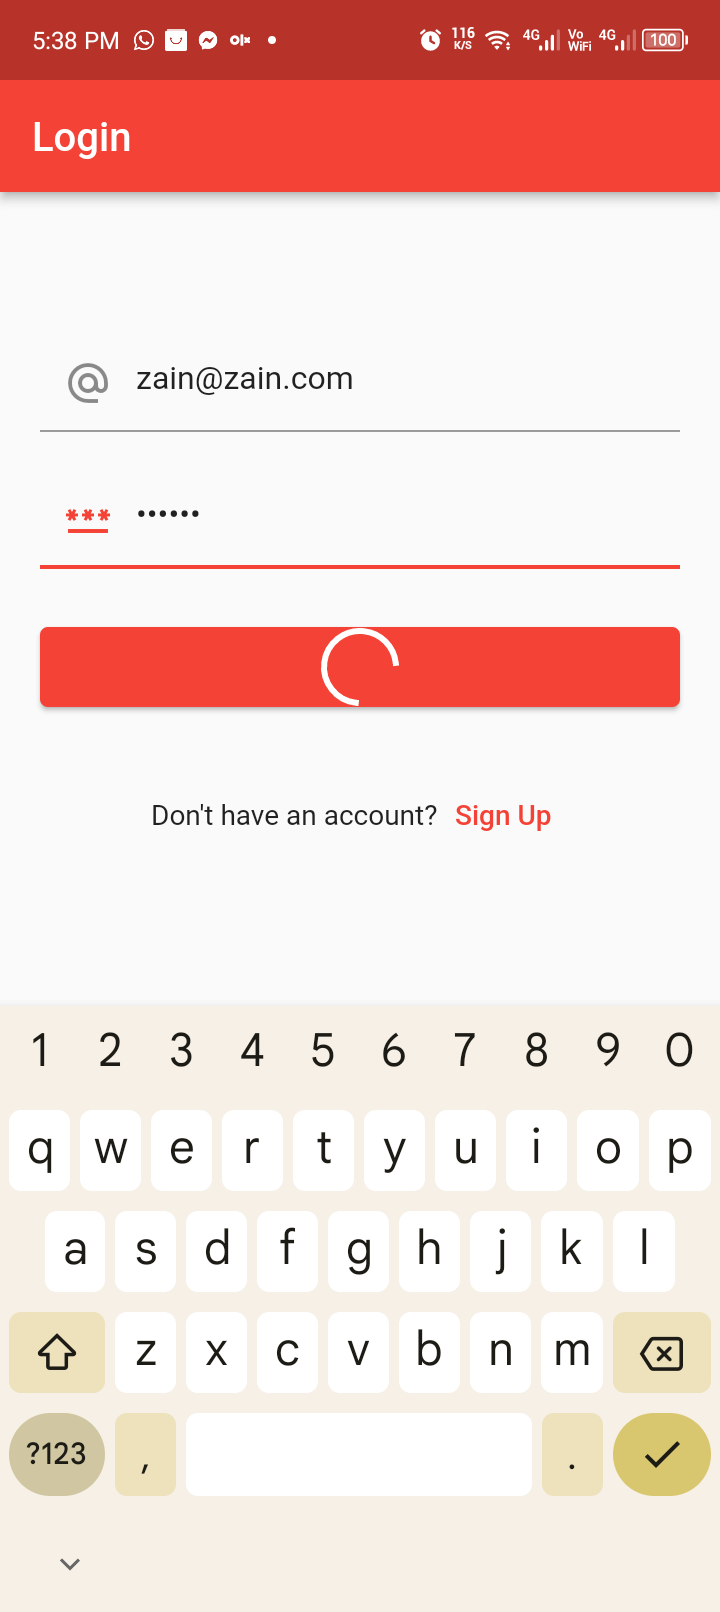 5:38 PM olx 116 K/S 4G Vo WiFi 4G 100
Login
zain@zain.com
*** ••••••
Don't have an account? Sign Up
1 2 3 4 5 6 7 8 9 0
q w e r t y u i o p
a s d f g h j k l
z x c v b n m
?123 , .